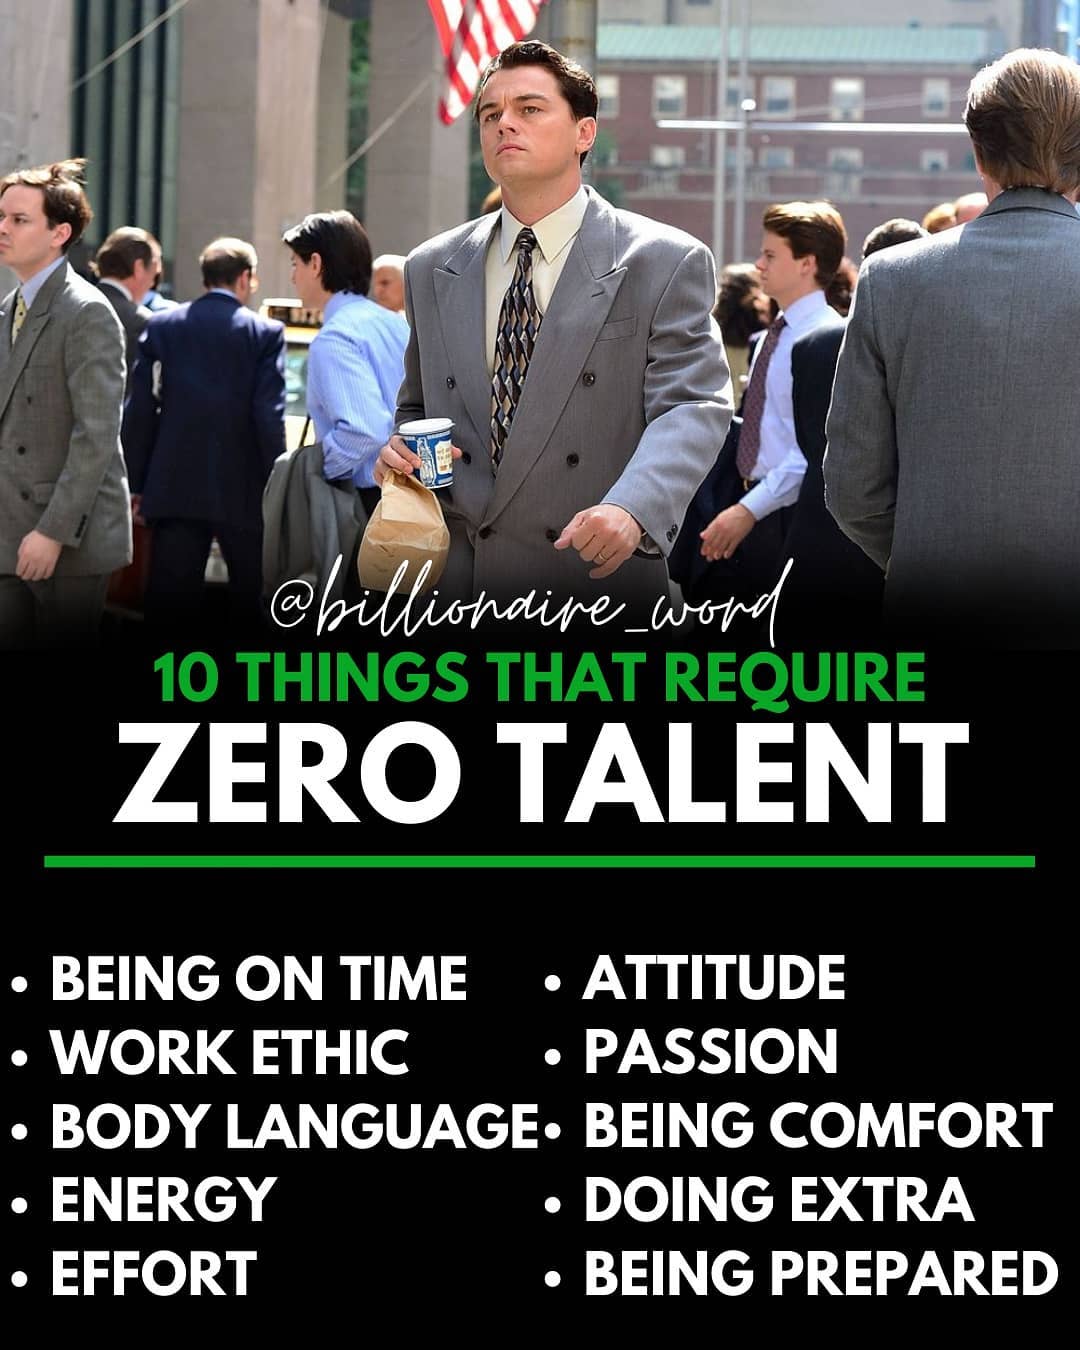 @billionaire_word
10 THINGS THAT REQUIRE
ZERO TALENT
• BEING ON TIME
• WORK ETHIC
• BODY LANGUAGE
• ENERGY
• EFFORT
• ATTITUDE
• PASSION
• BEING COMFORT
• DOING EXTRA
• BEING PREPARED